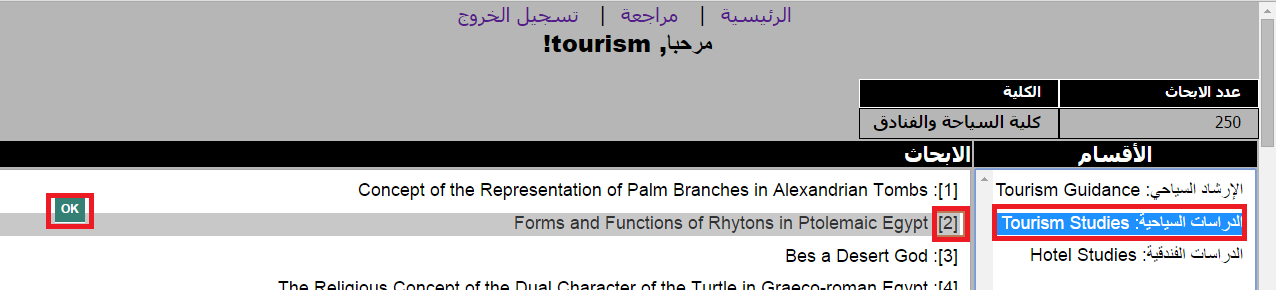 الرئيسية | مراجعة | تسجيل الخروج
مرحبا, tourism!
عدد الابحاث الكلية
250 كلية السياحة والفنادق
الأقسام
الإرشاد السياحي: Tourism Guidance
الدراسات السياحية: Tourism Studies
الدراسات الفندقية: Hotel Studies
الابحاث
[1]: Concept of the Representation of Palm Branches in Alexandrian Tombs
[2] Forms and Functions of Rhytons in Ptolemaic Egypt
OK
[3]: Bes a Desert God
[4]: The Religious Concept of the Dual Character of the Turtle in Graeco-roman Egypt